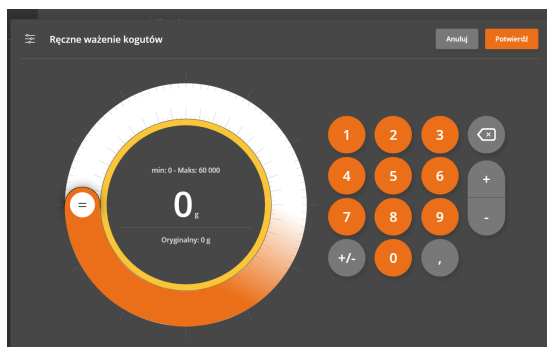 Ręczne ważenie kogutów
Anuluj
Potwierdź
min: 0 - Maks: 60 000
0 g
Oryginalny: 0 g
=
1 2 3
4 5 6 +
7 8 9 -
+/- 0 ,